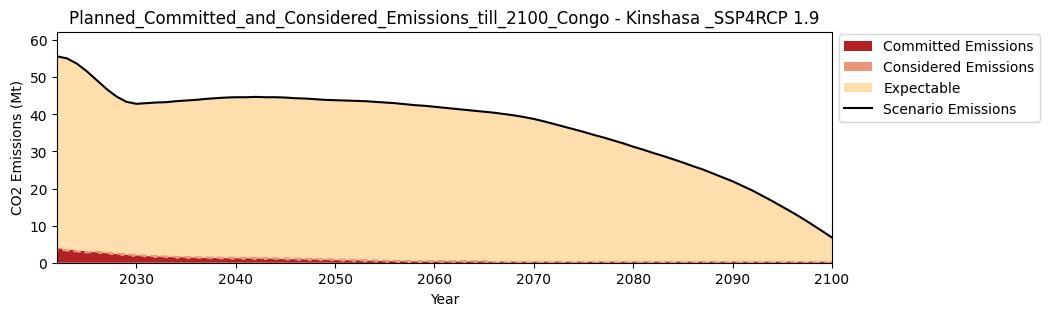 Planned_Committed_and_Considered_Emissions_till_2100_Congo - Kinshasa _SSP4RCP 1.9
60
50
40
30
20
10
0
CO2 Emissions (Mt)
2030 2040 2050 2060 2070 2080 2090 2100
Year
Committed Emissions
Considered Emissions
Expectable
Scenario Emissions